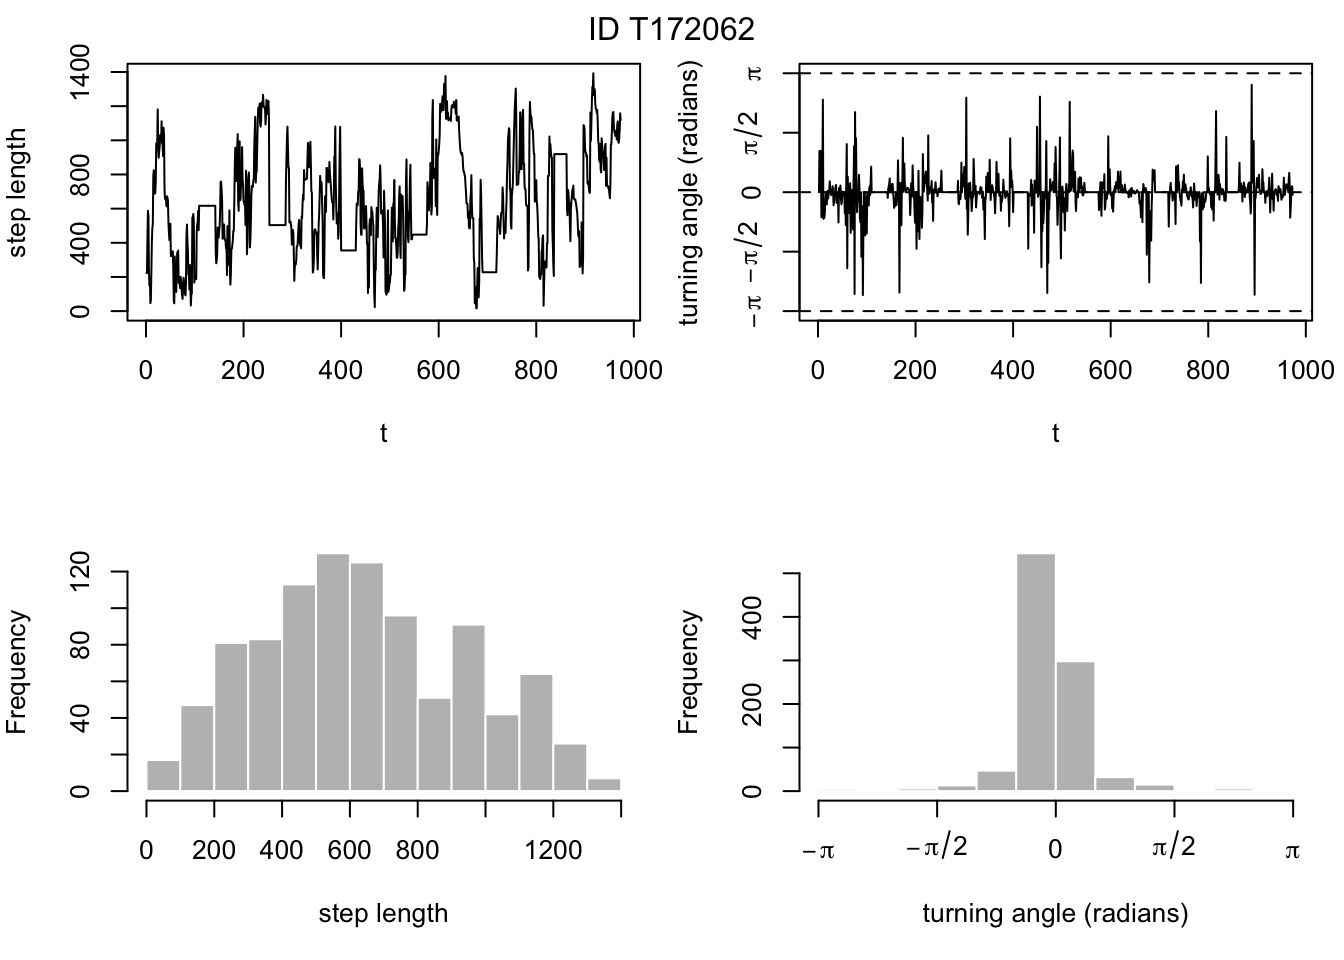 ID T172062
step length
0 400 800 1400
0 200 400 600 800 1000
t
turning angle (radians)
−π −π/2 0 π/2 π
0 200 400 600 800 1000
t
Frequency
0 40 80 120
0 200 400 600 800 1200
step length
Frequency
0 200 400
−π −π/2 0 π/2 π
turning angle (radians)